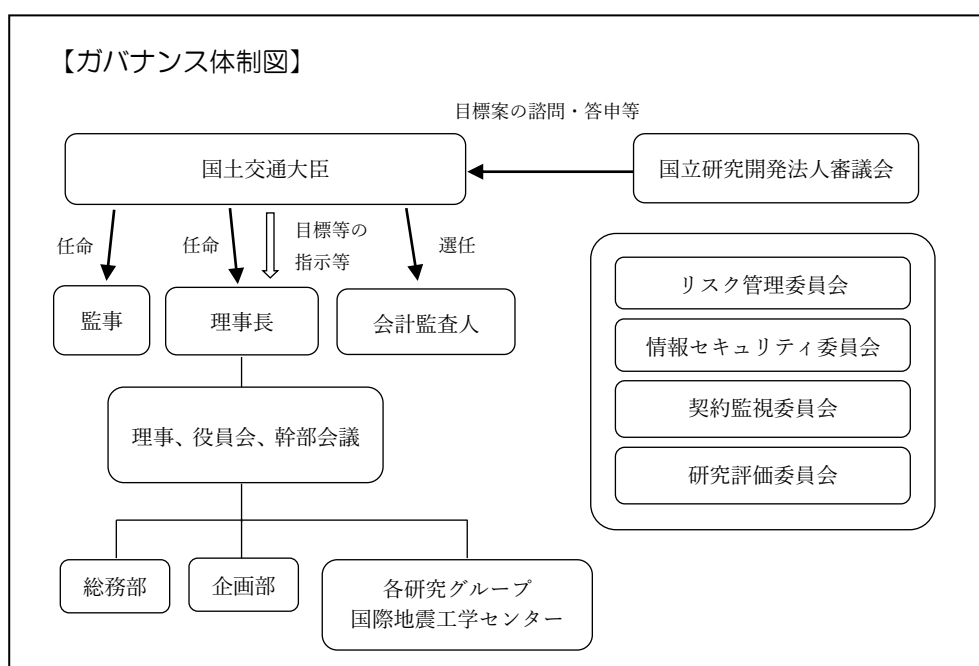 【ガバナンス体制図】
目標案の諮問・答申等
国土交通大臣
国立研究開発法人審議会
任命
任命
目標等の
指示等
選任
監事
理事長
会計監査人
リスク管理委員会
情報セキュリティ委員会
契約監視委員会
研究評価委員会
理事、役員会、幹部会議
総務部
企画部
各研究グループ
国際地震工学センター